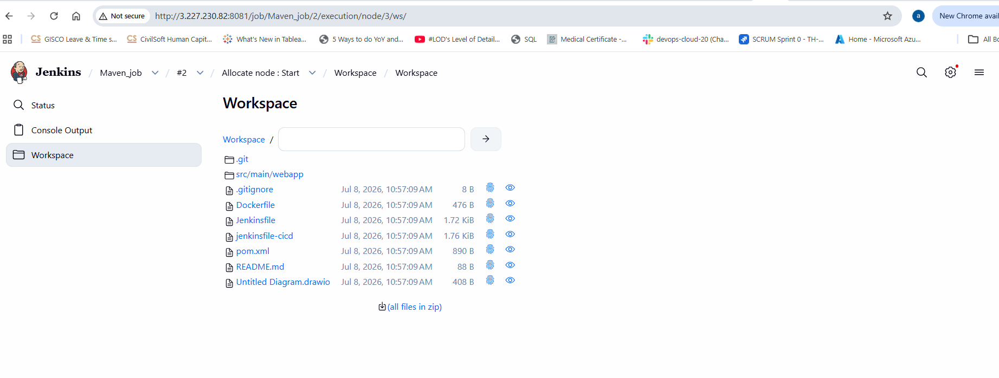 Not secure http://3.227.230.82:8081/job/Maven_job/2/execution/node/3/ws/ a New Chrome avail
CS GISCO Leave & Time s... CS CivilSoft Human Capit... What's New in Tablea... 5 Ways to do YoY and... #LOD's Level of Detail... SQL Medical Certificate -... devops-cloud-20 (Cha... SCRUM Sprint 0 - TH-... Home - Microsoft Azu... All Bo
Jenkins / Maven_job / #2 / Allocate node : Start / Workspace / Workspace
Status
Console Output
Workspace
Workspace
Workspace /
.git
src/main/webapp
.gitignore Jul 8, 2026, 10:57:09 AM 8 B
Dockerfile Jul 8, 2026, 10:57:09 AM 476 B
Jenkinsfile Jul 8, 2026, 10:57:09 AM 1.72 KiB
jenkinsfile-cicd Jul 8, 2026, 10:57:09 AM 1.76 KiB
pom.xml Jul 8, 2026, 10:57:09 AM 890 B
README.md Jul 8, 2026, 10:57:09 AM 88 B
Untitled Diagram.drawio Jul 8, 2026, 10:57:09 AM 408 B
(all files in zip)